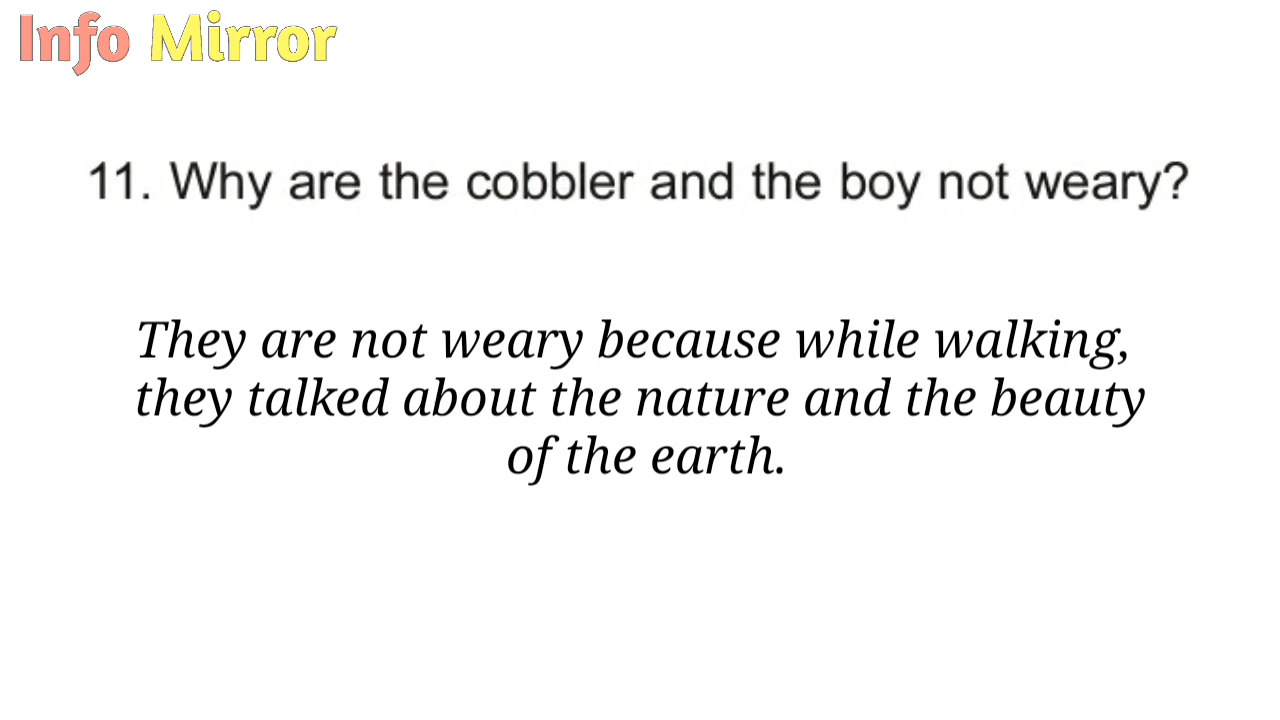 Info Mirror
11. Why are the cobbler and the boy not weary?
They are not weary because while walking,
they talked about the nature and the beauty
of the earth.